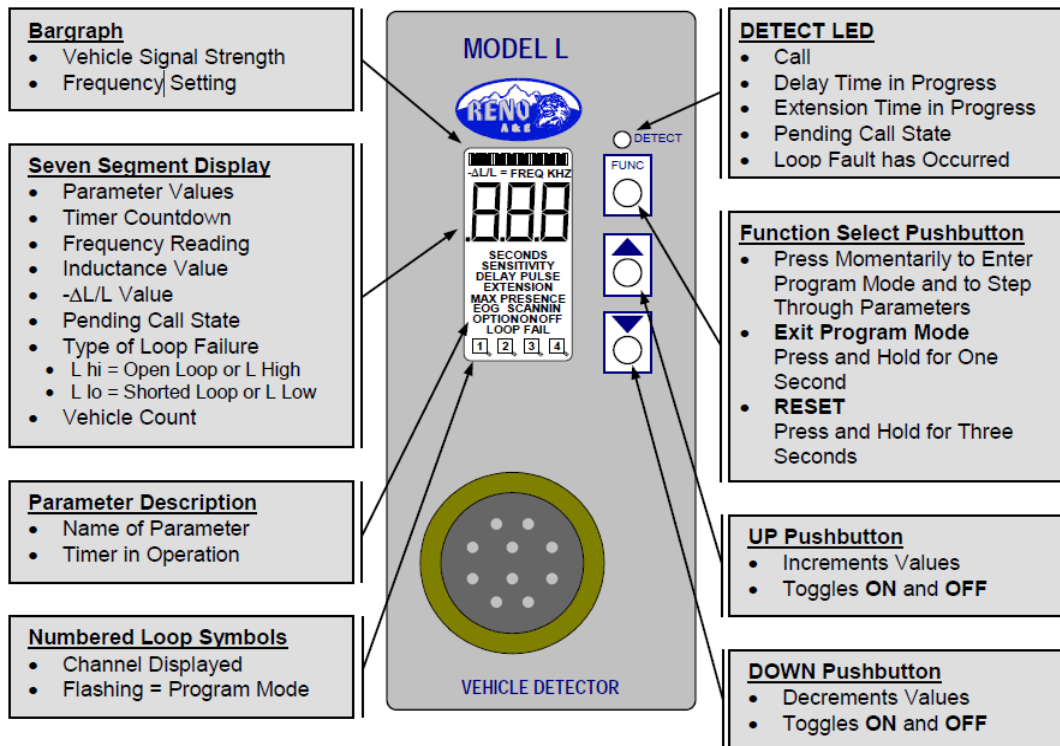 Bargraph
• Vehicle Signal Strength
• Frequency Setting
Seven Segment Display
• Parameter Values
• Timer Countdown
• Frequency Reading
• Inductance Value
• -ΔL/L Value
• Pending Call State
• Type of Loop Failure
• L hi = Open Loop or L High
• L lo = Shorted Loop or L Low
• Vehicle Count
Parameter Description
• Name of Parameter
• Timer in Operation
Numbered Loop Symbols
• Channel Displayed
• Flashing = Program Mode
MODEL L
RENO
A & E
DETECT
-ΔL/L = FREQ KHZ
8.8.8
SECONDS
SENSITIVITY
DELAY PULSE
EXTENSION
MAX PRESENCE
EOG SCANNIN
OPTION ON OFF
LOOP FAIL
1 2 3 4
FUNC
VEHICLE DETECTOR
DETECT LED
• Call
• Delay Time in Progress
• Extension Time in Progress
• Pending Call State
• Loop Fault has Occurred
Function Select Pushbutton
• Press Momentarily to Enter
Program Mode and to Step
Through Parameters
• Exit Program Mode
Press and Hold for One
Second
• RESET
Press and Hold for Three
Seconds
UP Pushbutton
• Increments Values
• Toggles ON and OFF
DOWN Pushbutton
• Decrements Values
• Toggles ON and OFF